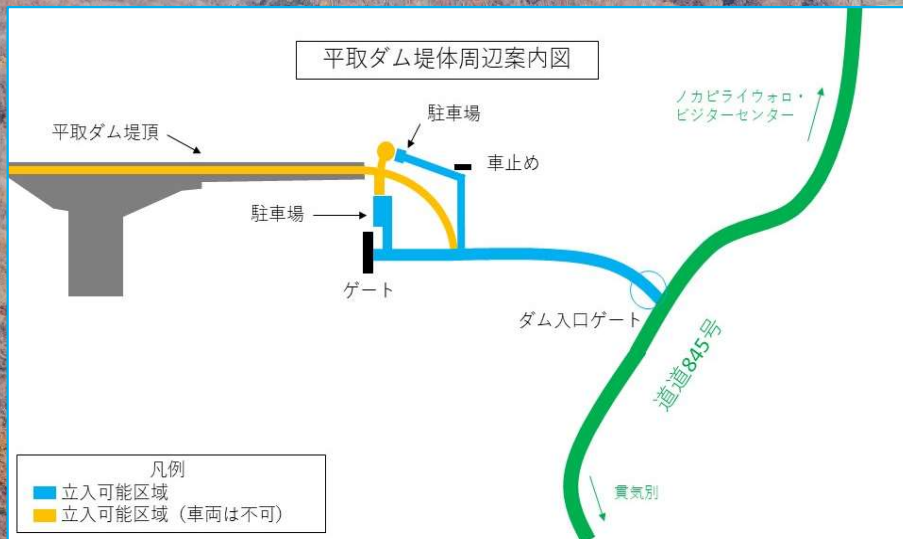 平取ダム堤体周辺案内図
ノカピライウォロ・
ビジターセンター
駐車場
平取ダム堤頂
車止め
駐車場
ゲート
ダム入口ゲート
道道845号
貫気別
凡例
立入可能区域
立入可能区域（車両は不可）